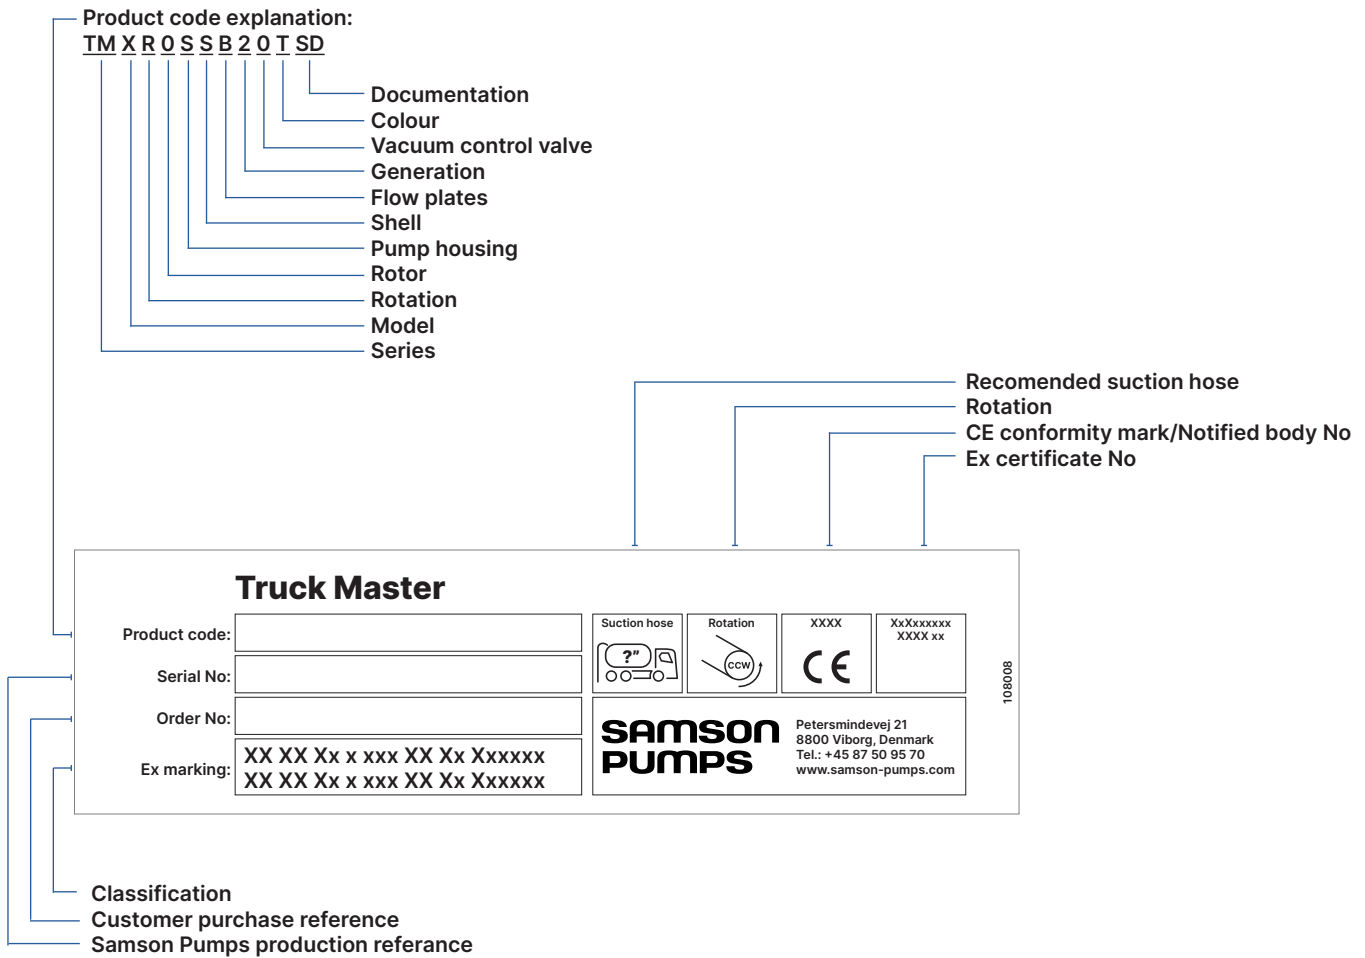 Product code explanation:
TM X R 0 S S B 2 0 T SD
Documentation
Colour
Vacuum control valve
Generation
Flow plates
Shell
Pump housing
Rotor
Rotation
Model
Series
Recomended suction hose
Rotation
CE conformity mark/Notified body No
Ex certificate No
Truck Master
Product code:
Serial No:
Order No:
Ex marking:
XX XX Xx x xxx XX Xx Xxxxxx
XX XX Xx x xxx XX Xx Xxxxxx
Suction hose
?”
Rotation
CCW
XXXX
CE
XxXxxxxxx
XXXX xx
SAMSON
PUMPS
Petersmindevej 21
8800 Viborg, Denmark
Tel.: +45 87 50 95 70
www.samson-pumps.com
108008
Classification
Customer purchase reference
Samson Pumps production referance